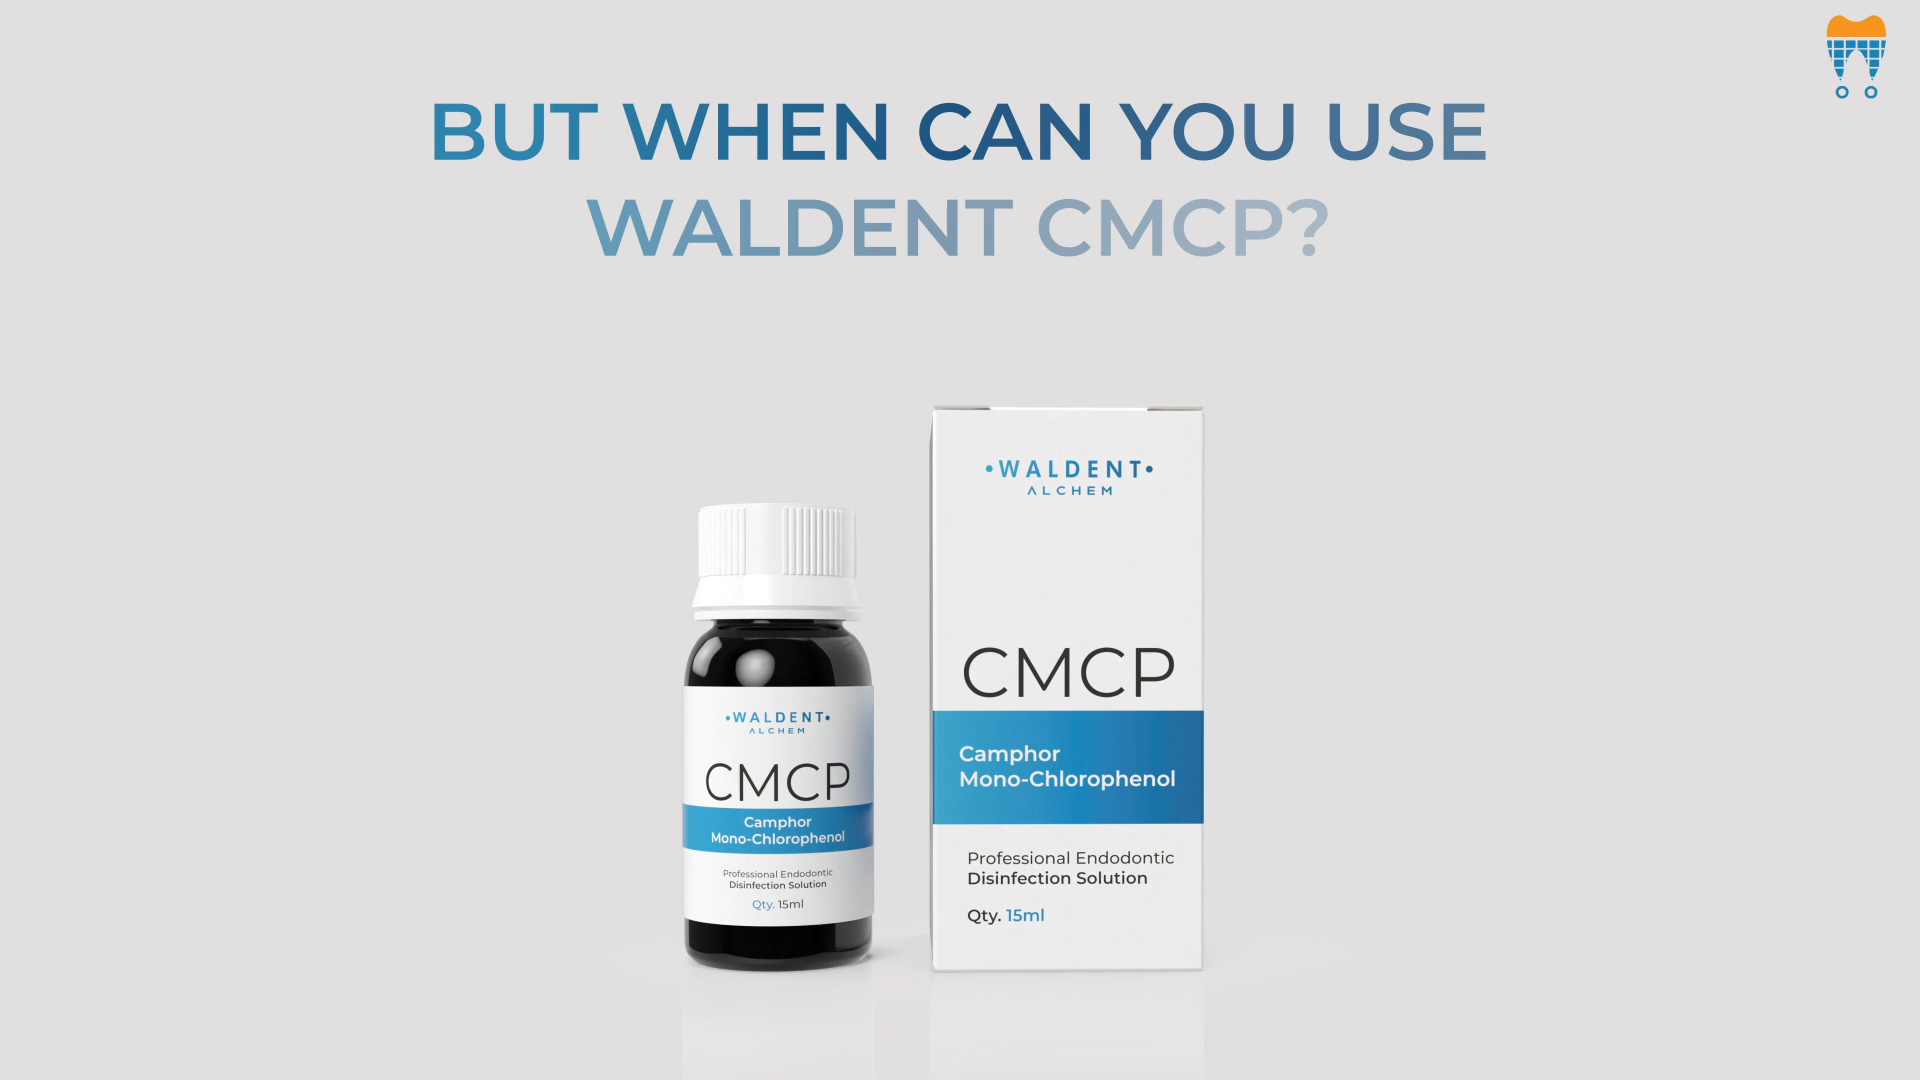 BUT WHEN CAN YOU USE
WALDENT CMCP?
•WALDENT•
ALCHEM
CMCP
Camphor
Mono-Chlorophenol
Professional Endodontic
Disinfection Solution
Qty. 15ml
•WALDENT•
ALCHEM
CMCP
Camphor
Mono-Chlorophenol
Professional Endodontic
Disinfection Solution
Qty. 15ml